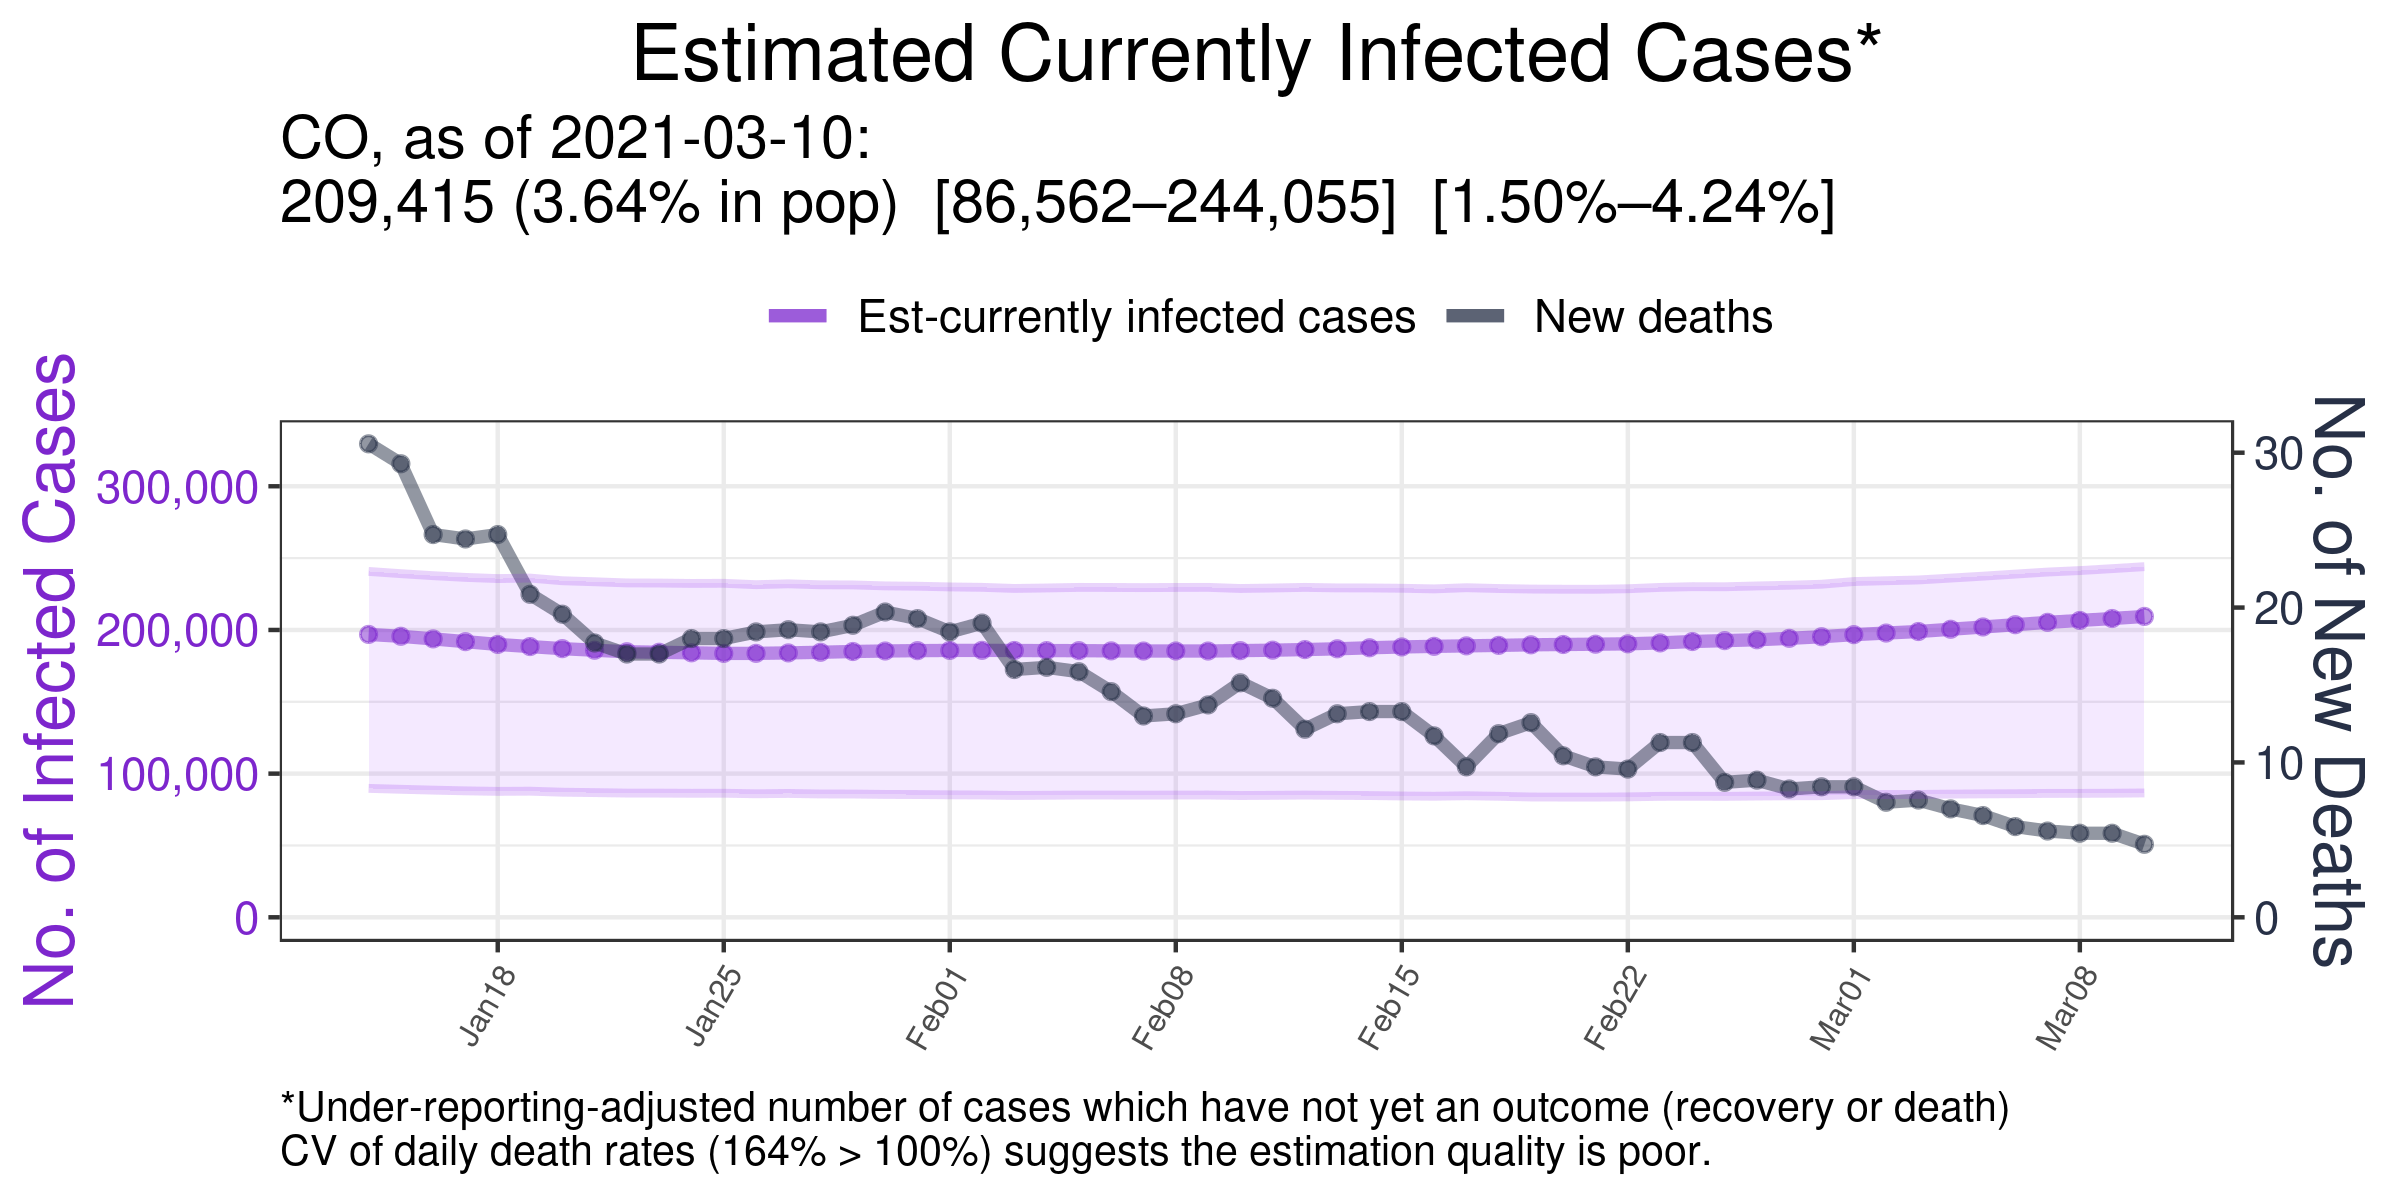 Estimated Currently Infected Cases*
CO, as of 2021-03-10:
209,415 (3.64% in pop)  [86,562–244,055]  [1.50%–4.24%]
Est-currently infected cases
New deaths
No. of Infected Cases
300,000
200,000
100,000
0
30
20
10
0
No. of New Deaths
Jan18
Jan25
Feb01
Feb08
Feb15
Feb22
Mar01
Mar08
*Under-reporting-adjusted number of cases which have not yet an outcome (recovery or death)
CV of daily death rates (164% > 100%) suggests the estimation quality is poor.